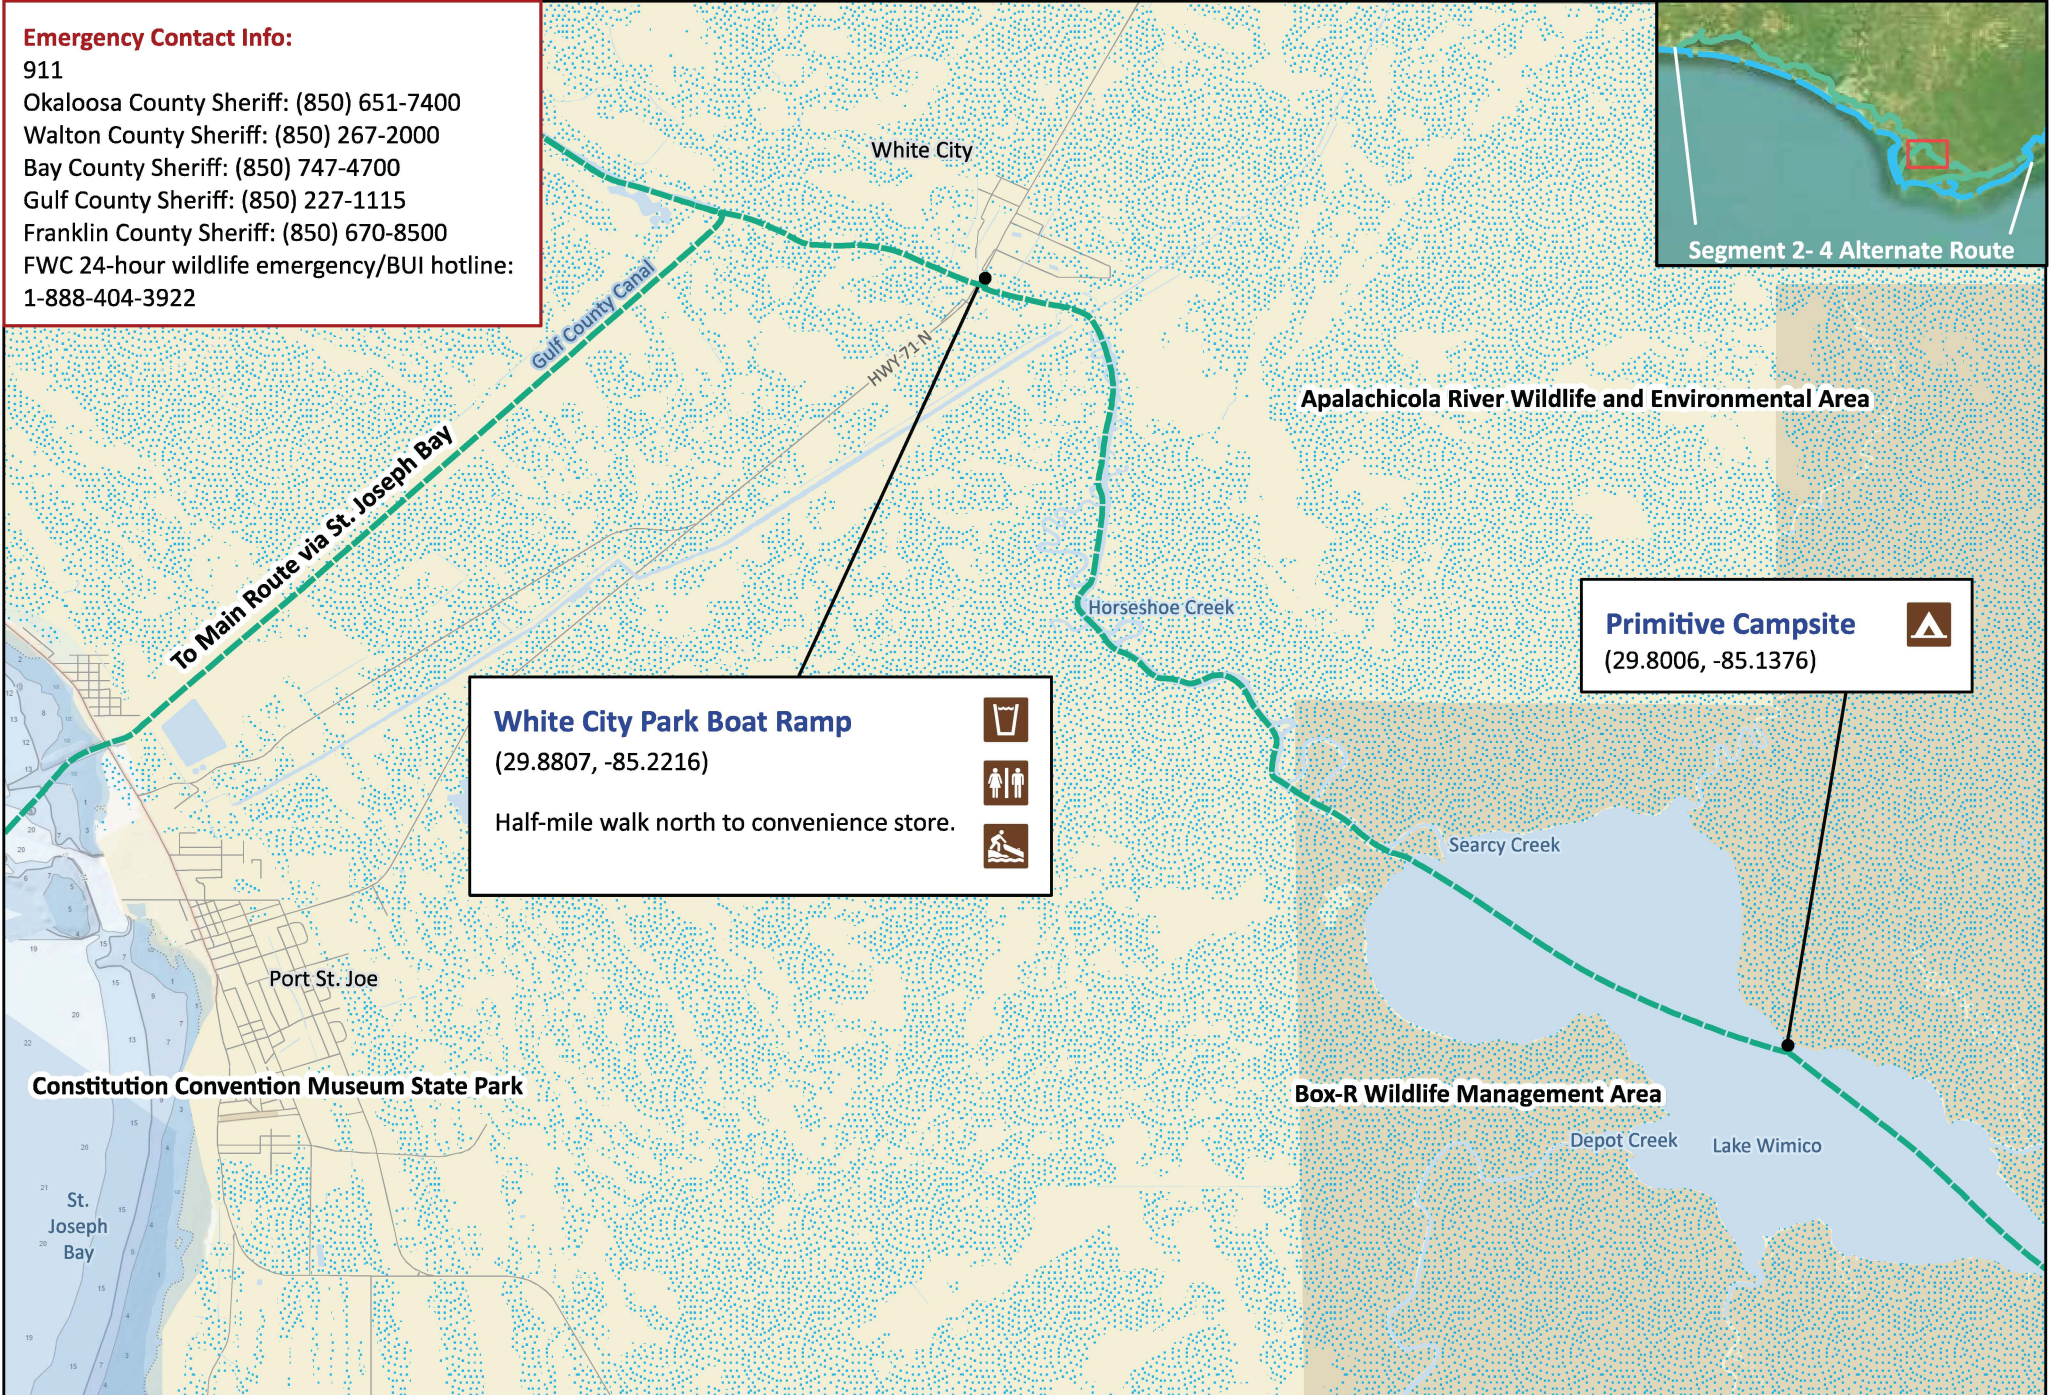 Emergency Contact Info:
911
Okaloosa County Sheriff: (850) 651-7400
Walton County Sheriff: (850) 267-2000
Bay County Sheriff: (850) 747-4700
Gulf County Sheriff: (850) 227-1115
Franklin County Sheriff: (850) 670-8500
FWC 24-hour wildlife emergency/BUI hotline:
1-888-404-3922
White City
Segment 2- 4 Alternate Route
Gulf County Canal
HWY-71 N
Apalachicola River Wildlife and Environmental Area
To Main Route via St. Joseph Bay
Horseshoe Creek
Primitive Campsite
(29.8006, -85.1376)
White City Park Boat Ramp
(29.8807, -85.2216)
Half-mile walk north to convenience store.
Searcy Creek
Port St. Joe
Constitution Convention Museum State Park
Box-R Wildlife Management Area
Depot Creek
Lake Wimico
St.
Joseph
Bay